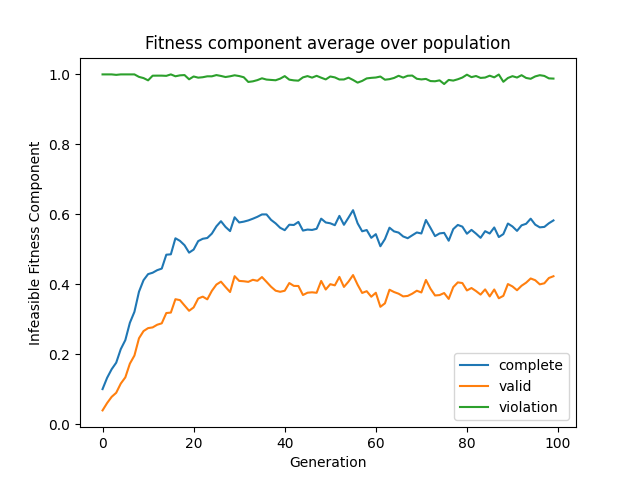 Fitness component average over population
Infeasible Fitness Component
1.0
0.8
0.6
0.4
0.2
0.0
complete
valid
violation
0 20 40 60 80 100
Generation